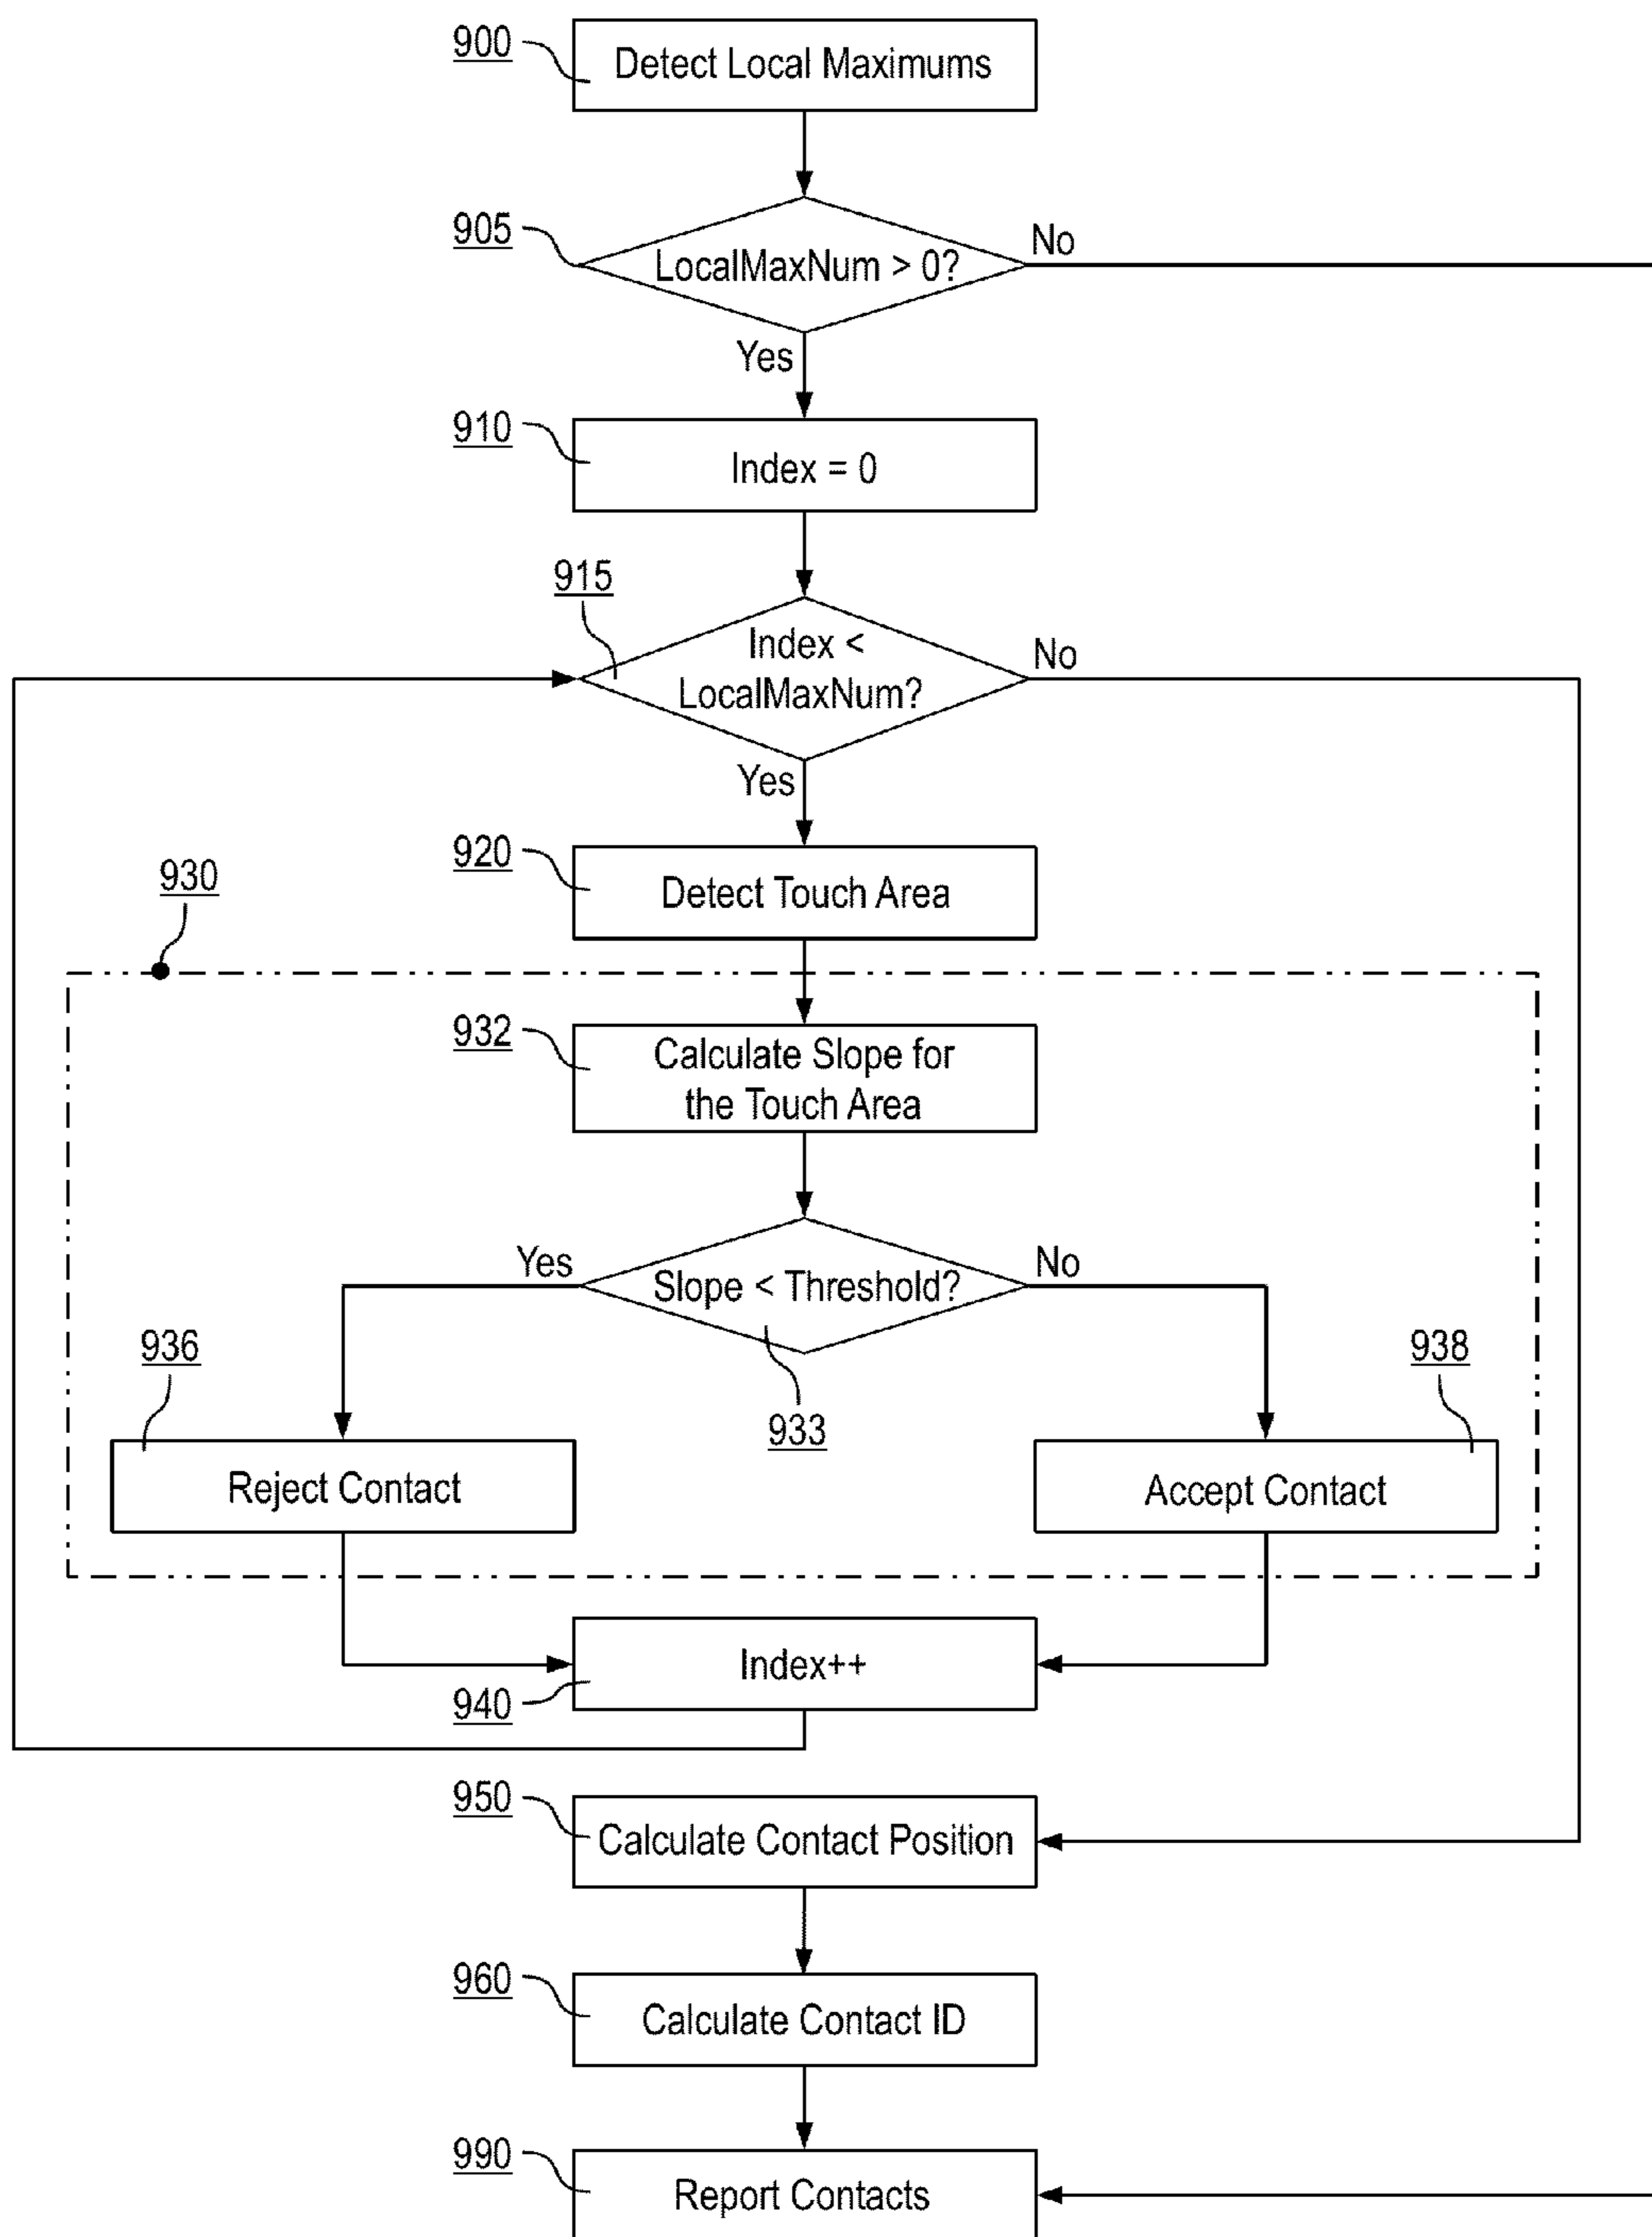 900
Detect Local Maximums
905
LocalMaxNum > 0?
No
Yes
910
Index = 0
915
Index <
LocalMaxNum?
No
Yes
920
Detect Touch Area
930
932
Calculate Slope for
the Touch Area
Yes
Slope < Threshold?
No
936
933
938
Reject Contact
Accept Contact
Index++
940
950
Calculate Contact Position
960
Calculate Contact ID
990
Report Contacts